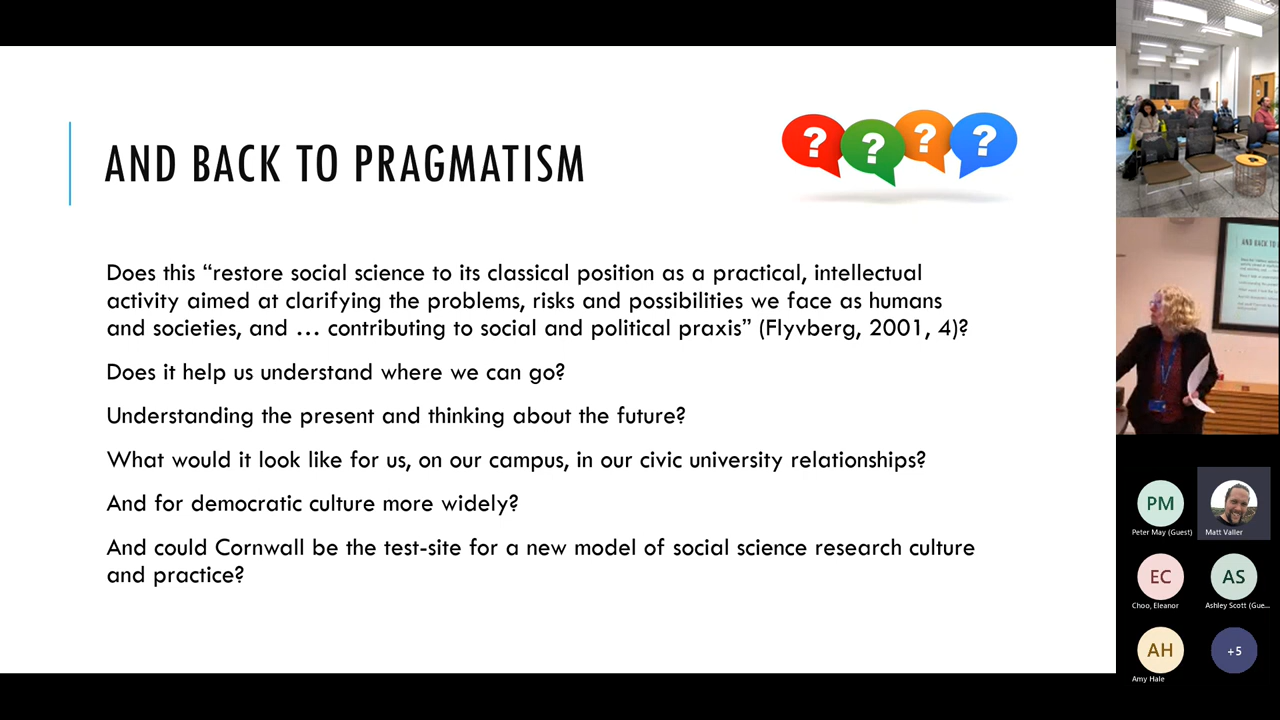 AND BACK TO PRAGMATISM
? ? ? ?
Does this “restore social science to its classical position as a practical, intellectual
activity aimed at clarifying the problems, risks and possibilities we face as humans
and societies, and … contributing to social and political praxis” (Flyvberg, 2001, 4)?
Does it help us understand where we can go?
Understanding the present and thinking about the future?
What would it look like for us, on our campus, in our civic university relationships?
And for democratic culture more widely?
And could Cornwall be the test-site for a new model of social science research culture
and practice?
AND BACK TO
PM
Peter May (Guest)
Matt Valler
EC
Choo, Eleanor
AS
Ashley Scott (Gue...
AH
Amy Hale
+5